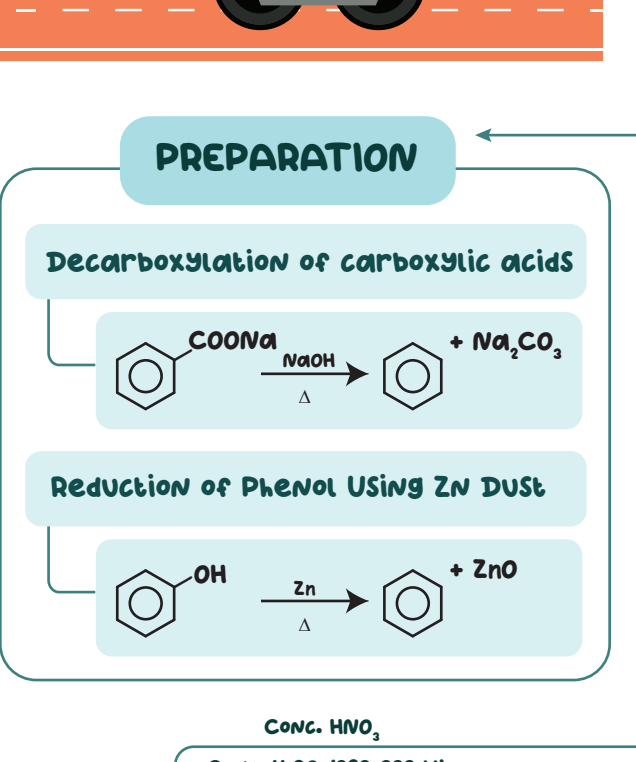 PREPARATION
Decarboxylation of carboxylic acids
COONa
NaOH
Δ
+ Na₂CO₃
Reduction of Phenol Using Zn Dust
OH
Zn
Δ
+ ZnO
Conc. HNO₃